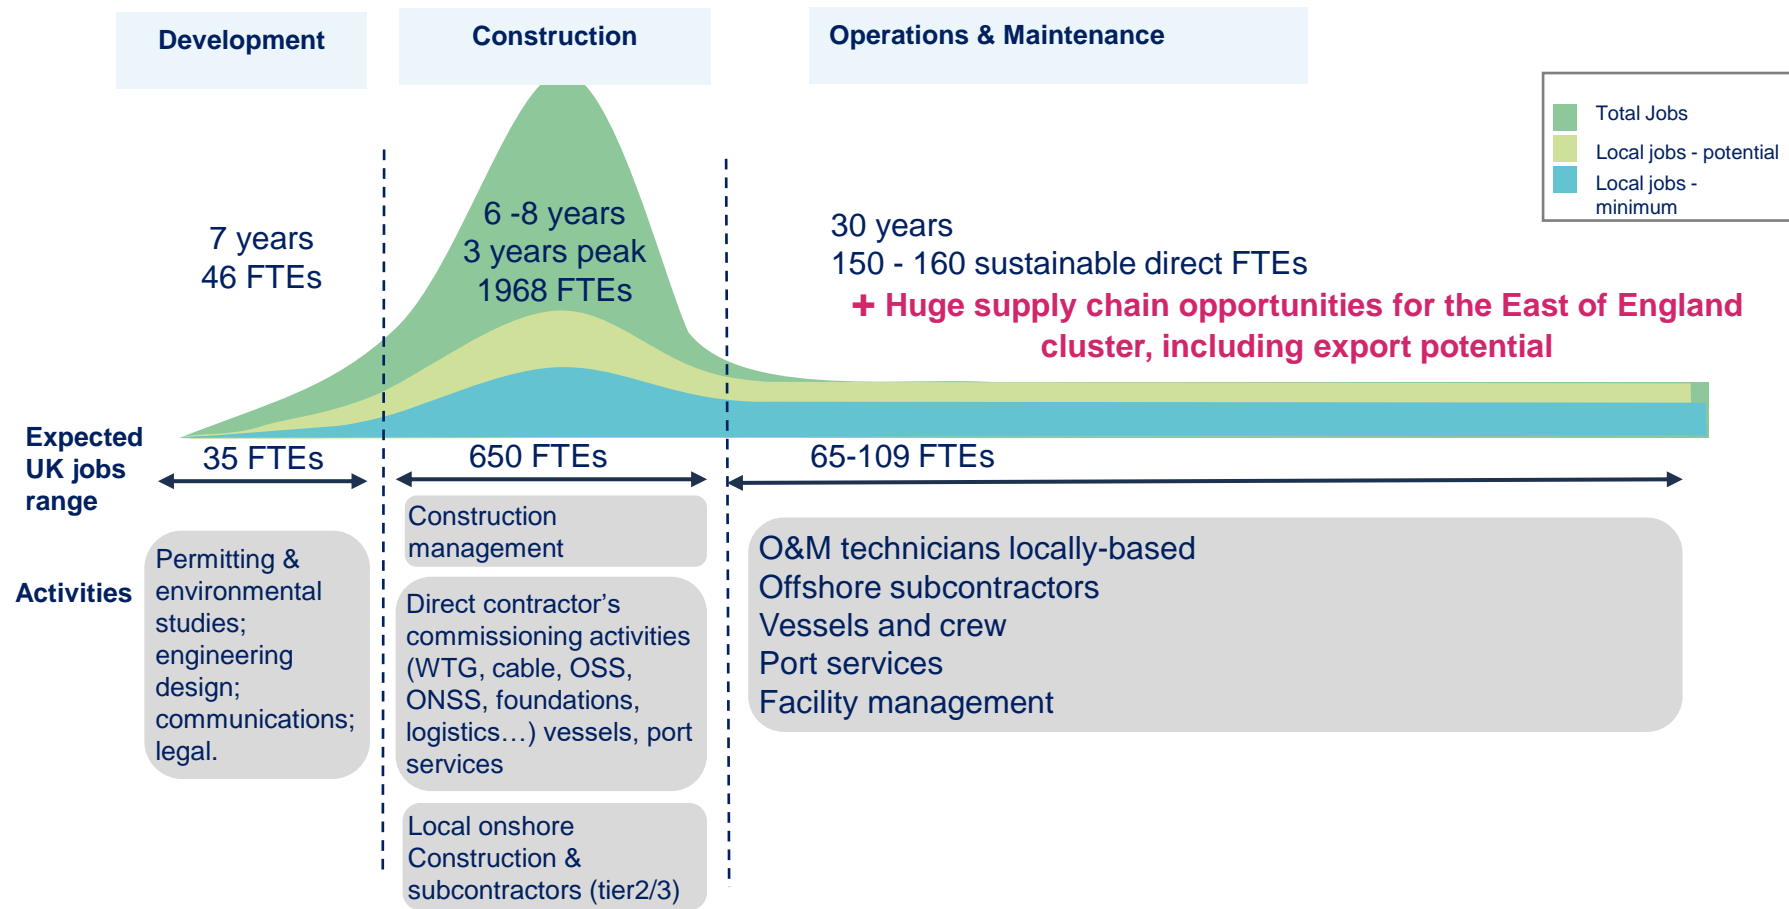 Development
Construction
Operations & Maintenance
Total Jobs
Local jobs - potential
Local jobs -
minimum
7 years
46 FTEs
6 -8 years
3 years peak
1968 FTEs
30 years
150 - 160 sustainable direct FTEs
+ Huge supply chain opportunities for the East of England
cluster, including export potential
Expected
UK jobs
range
35 FTEs
650 FTEs
65-109 FTEs
Activities
Permitting &
environmental
studies;
engineering
design;
communications;
legal.
Construction
management
Direct contractor’s
commissioning activities
(WTG, cable, OSS,
ONSS, foundations,
logistics…) vessels, port
services
Local onshore
Construction &
subcontractors (tier2/3)
O&M technicians locally-based
Offshore subcontractors
Vessels and crew
Port services
Facility management